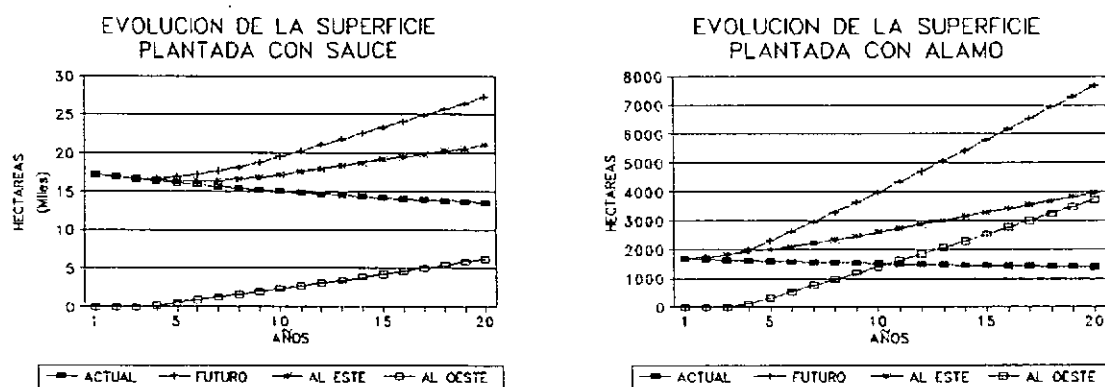 EVOLUCION DE LA SUPERFICIE
PLANTADA CON SAUCE
30
25
20
15
10
5
0
HECTAREAS
(Miles)
1 5 10 15 20
AÑOS
ACTUAL FUTURO AL ESTE AL OESTE
EVOLUCION DE LA SUPERFICIE
PLANTADA CON ALAMO
8000
7000
6000
5000
4000
3000
2000
1000
0
HECTAREAS
1 5 10 15 20
AÑOS
ACTUAL FUTURO AL ESTE AL OESTE